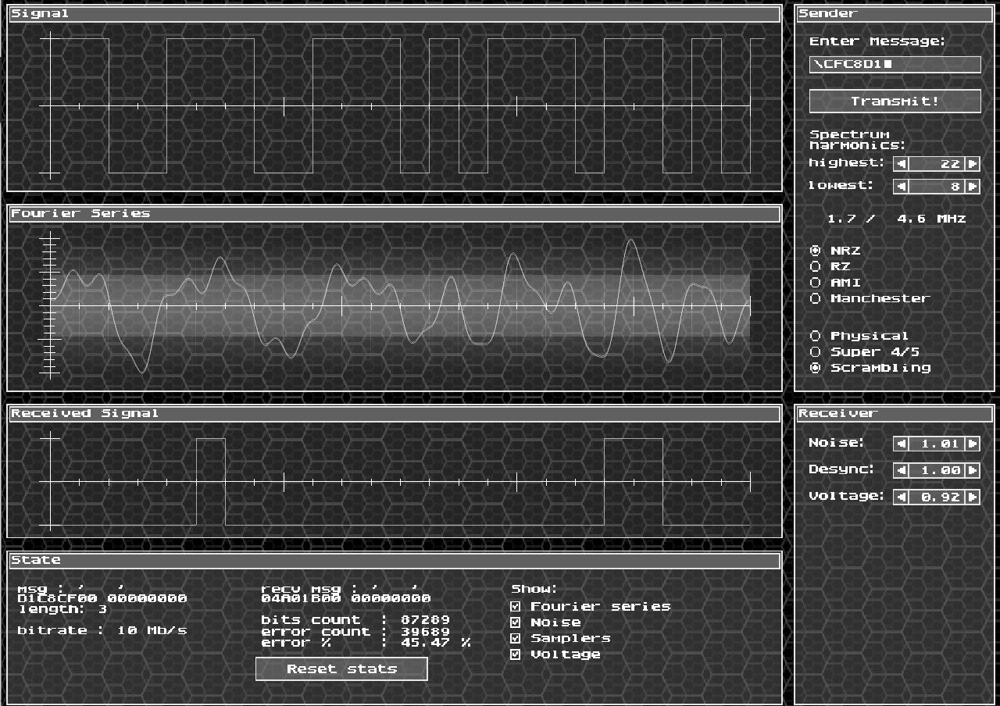 Signal
Fourier Series
Received Signal
State
msg : ' '
D1C8CF00 00000000
length: 3
bitrate : 10 Mb/s
recv msg : ' '
04A01B00 00000000
bits count : 87289
error count : 39689
error % : 45.47 %
Reset stats
Show:
Fourier series
Noise
Samplers
Voltage
Sender
Enter Message:
\CFC8D1
Transmit!
Spectrum
harmonics:
highest: 22
lowest: 8
1.7 / 4.6 MHz
NRZ
RZ
AMI
Manchester
Physical
Super 4/5
Scrambling
Receiver
Noise: 1.01
Desync: 1.00
Voltage: 0.92